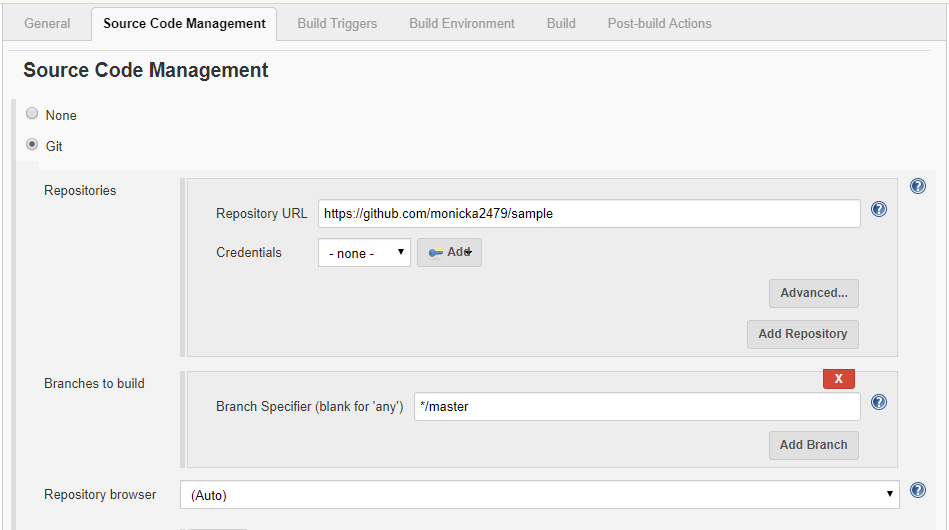 General Source Code Management Build Triggers Build Environment Build Post-build Actions
Source Code Management
None
Git
Repositories
Repository URL https://github.com/monicka2479/sample
Credentials - none - Add
Advanced...
Add Repository
Branches to build
X
Branch Specifier (blank for 'any') */master
Add Branch
Repository browser (Auto)